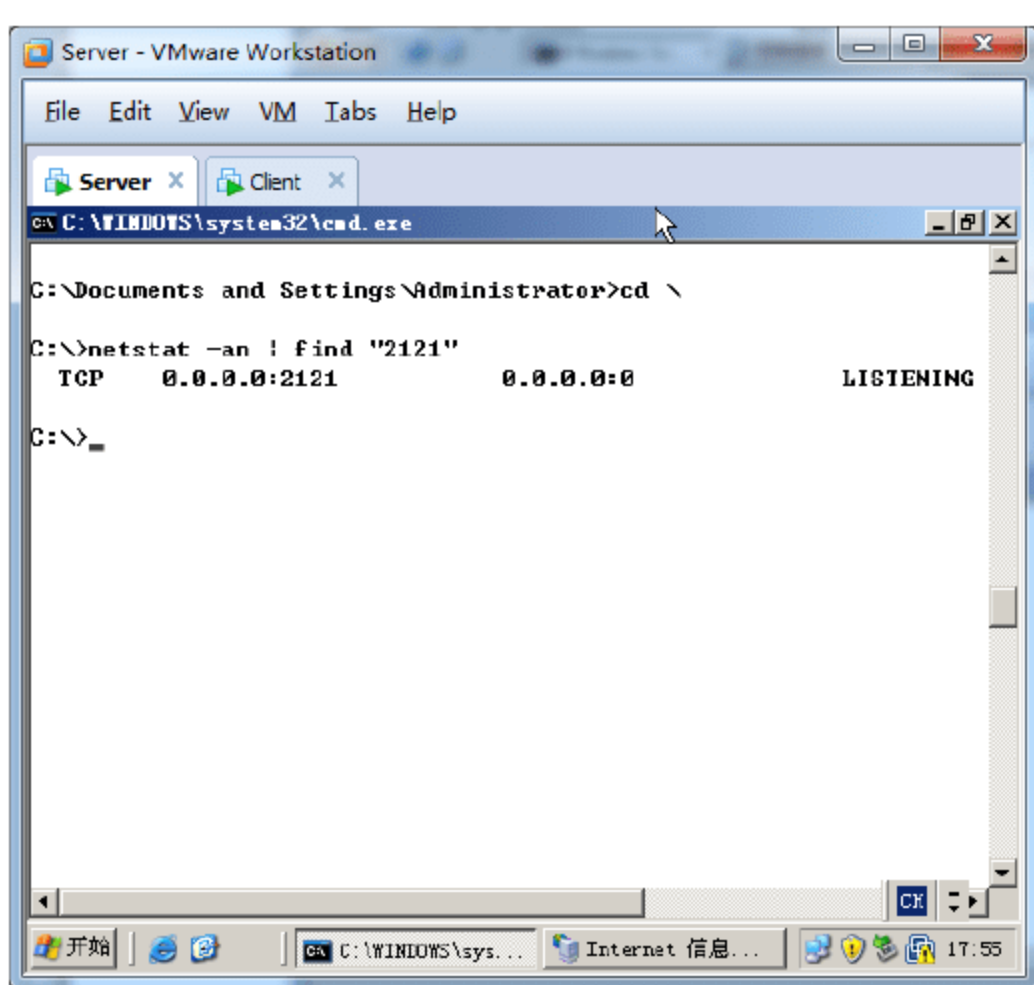 Server - VMware Workstation
File Edit View VM Tabs Help
Server Client
C:\WINDOWS\system32\cmd.exe
C:\Documents and Settings\Administrator>cd \
C:\>netstat -an | find "2121"
TCP 0.0.0.0:2121 0.0.0.0:0 LISTENING
C:\>_
CH
开始 C:\WINDOWS\sys... Internet 信息... 17:55